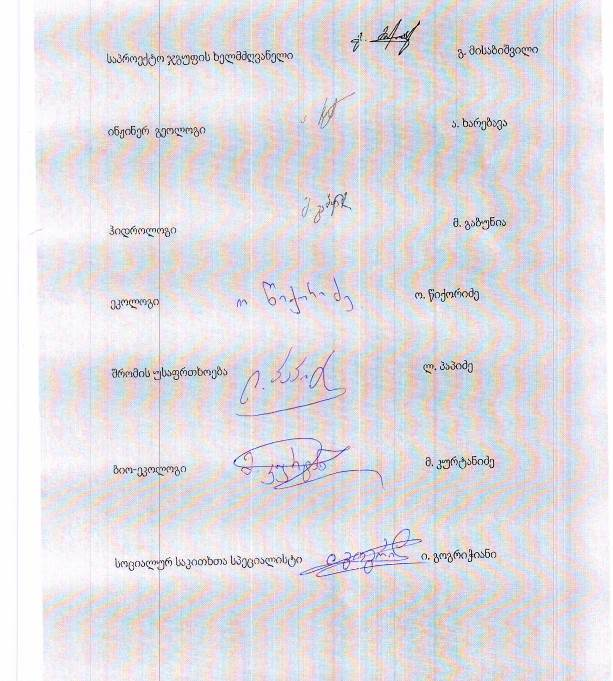 საპროექტო ჯგუფის ხელმძღვანელი გ. მისაბიშვილი
ინჟინერ გეოლოგი ა. ხარებავა
ჰიდროლოგი მ. გაბუნია
ეკოლოგი ო წიქორიძე ო. წიქორიძე
შრომის უსაფრთხოება ლ. პაპიძე
ბიო-ეკოლოგი მ. კურტანიძე
სოციალურ საკითხთა სპეციალისტი ი. გოგრიჭიანი